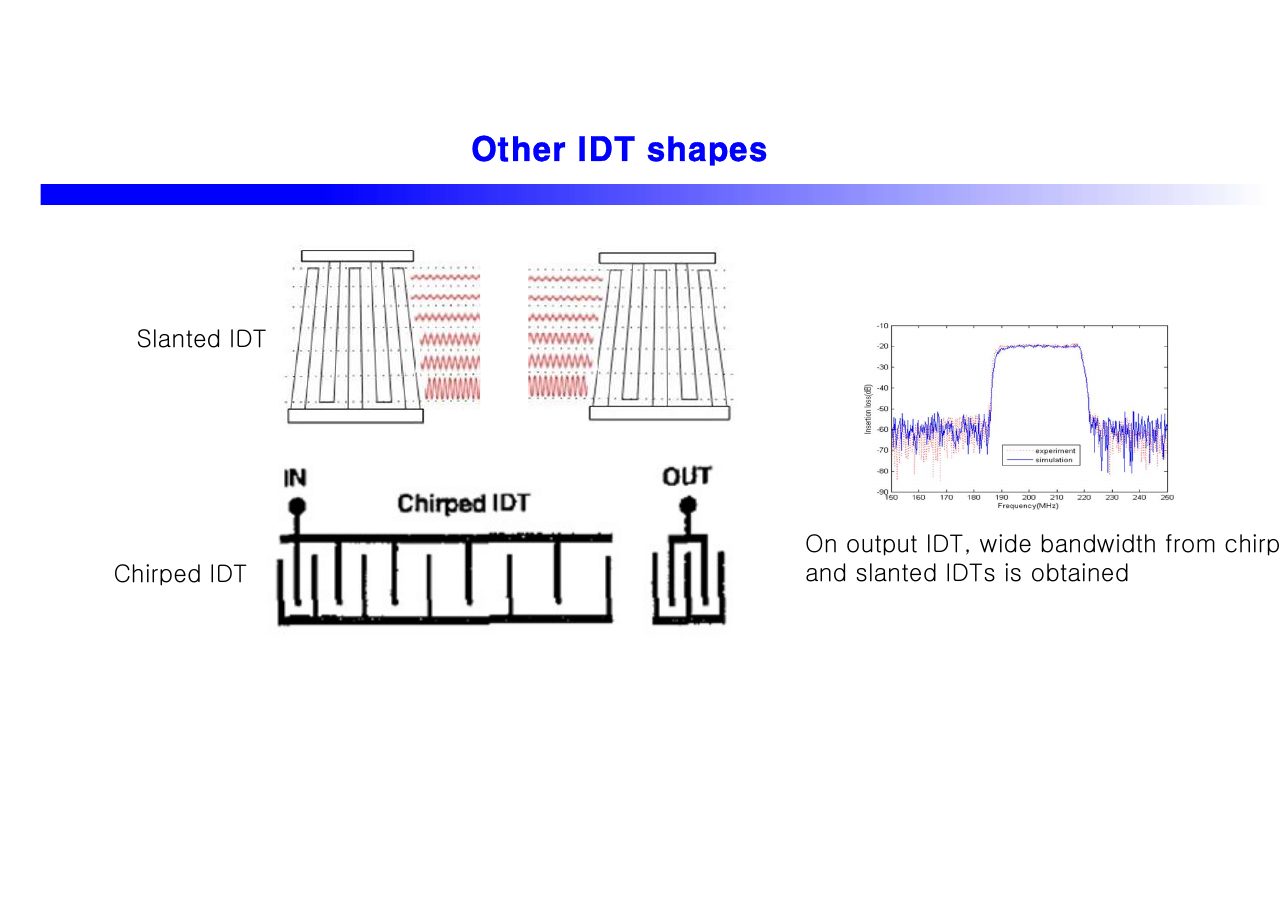 Other IDT shapes
Slanted IDT
-10
-20
-30
-40
-50
-60
-70
-80
-90
Insertion loss(dB)
experiment
simulation
160 160 170 180 190 200 210 220 230 240 250
Frequency(MHz)
IN
OUT
Chirped IDT
Chirped IDT
On output IDT, wide bandwidth from chirp
and slanted IDTs is obtained